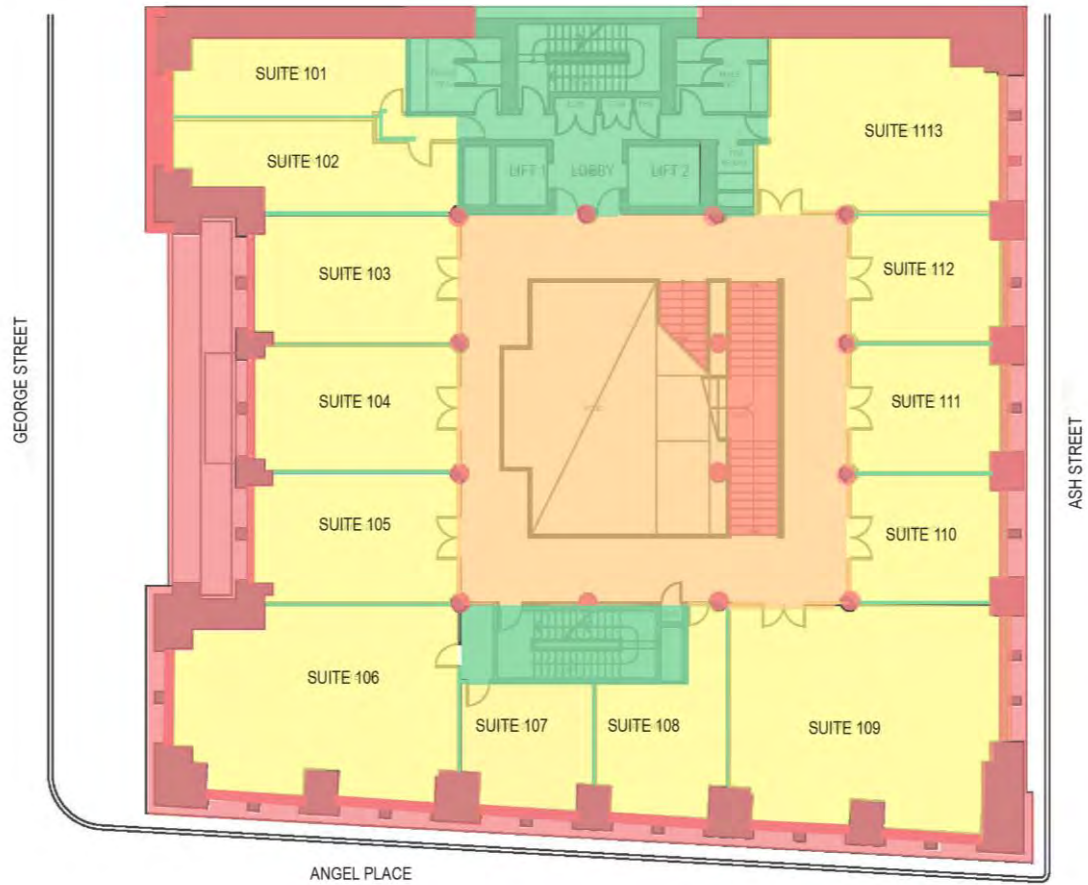 SUITE 101
SUITE 1113
SUITE 102
LIFT 1
LOBBY
LIFT 2
SUITE 103
SUITE 112
GEORGE STREET
SUITE 104
SUITE 111
ASH STREET
SUITE 105
SUITE 110
SUITE 106
SUITE 107
SUITE 108
SUITE 109
ANGEL PLACE